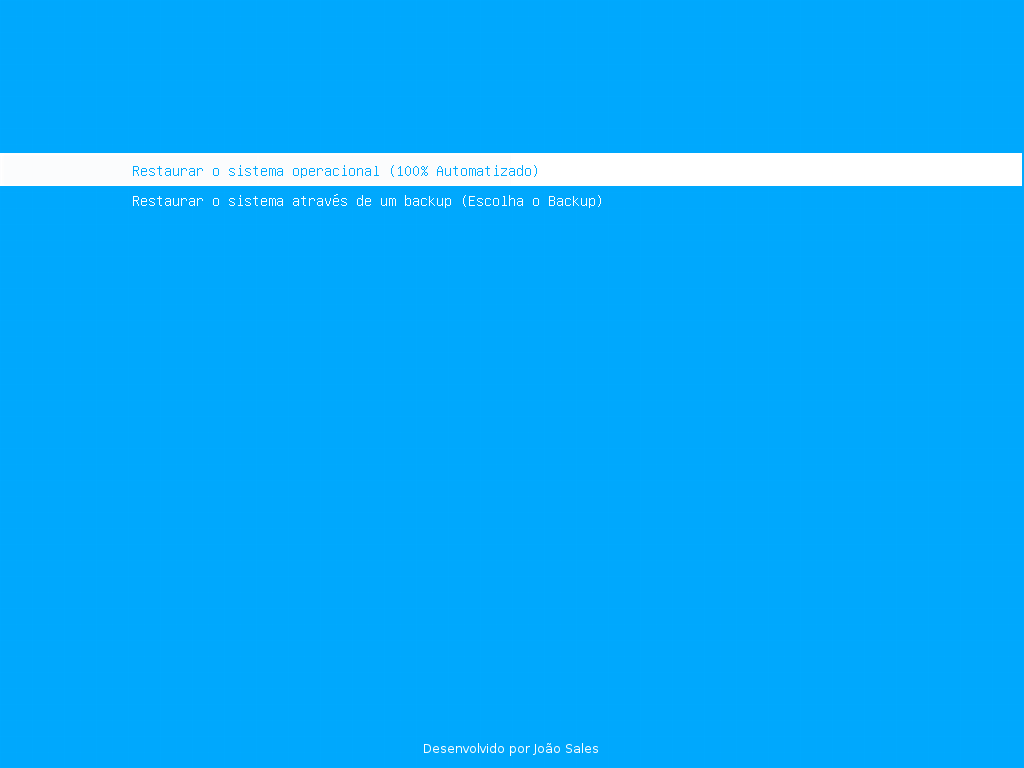 Restaurar o sistema operacional (100% Automatizado)
Restaurar o sistema através de um backup (Escolha o Backup)
Desenvolvido por João Sales